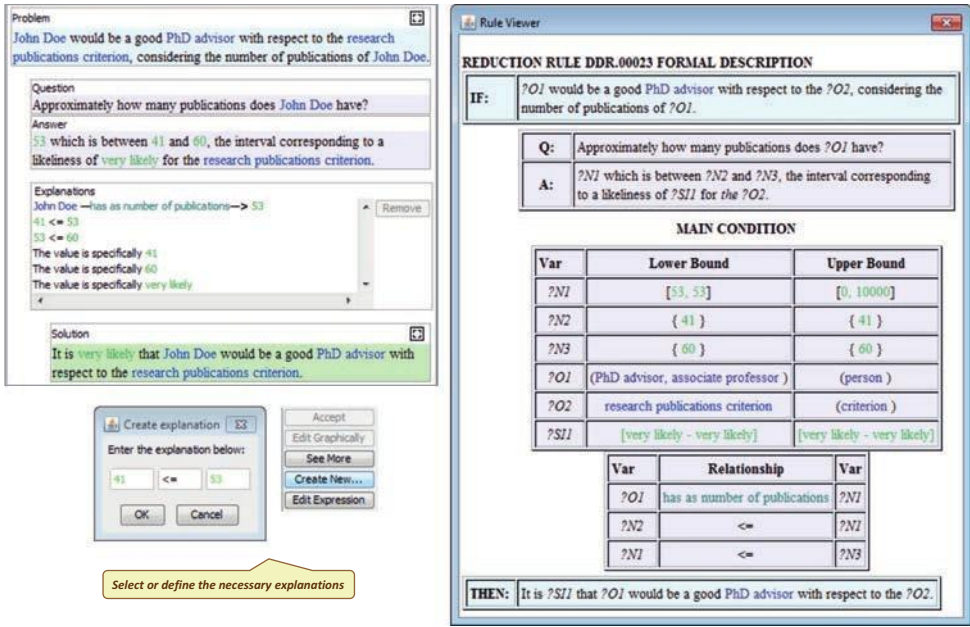 Problem
John Doe would be a good PhD advisor with respect to the research
publications criterion, considering the number of publications of John Doe.
Question
Approximately how many publications does John Doe have?
Answer
53 which is between 41 and 60, the interval corresponding to a
likeliness of very likely for the research publications criterion.
Explanations
John Doe —has as number of publications—> 53
41 <= 53
53 <= 60
The value is specifically 41
The value is specifically 60
The value is specifically very likely
Remove
Solution
It is very likely that John Doe would be a good PhD advisor with
respect to the research publications criterion.
Create explanation
Enter the explanation below:
41 <= 53
OK Cancel
Accept
Edit Graphically
See More
Create New...
Edit Expression
Select or define the necessary explanations
Rule Viewer
REDUCTION RULE DDR.00023 FORMAL DESCRIPTION
IF: ?O1 would be a good PhD advisor with respect to the ?O2, considering the
number of publications of ?O1.
Q: Approximately how many publications does ?O1 have?
A: ?N1 which is between ?N2 and ?N3, the interval corresponding
to a likeliness of ?SI1 for the ?O2.
MAIN CONDITION
Var Lower Bound Upper Bound
?N1 [53, 53] [0, 10000]
?N2 { 41 } { 41 }
?N3 { 60 } { 60 }
?O1 (PhD advisor, associate professor ) (person )
?O2 research publications criterion (criterion )
?SI1 [very likely - very likely] [very likely - very likely]
Var Relationship Var
?O1 has as number of publications ?N1
?N2 <= ?N1
?N1 <= ?N3
THEN: It is ?SI1 that ?O1 would be a good PhD advisor with respect to the ?O2.